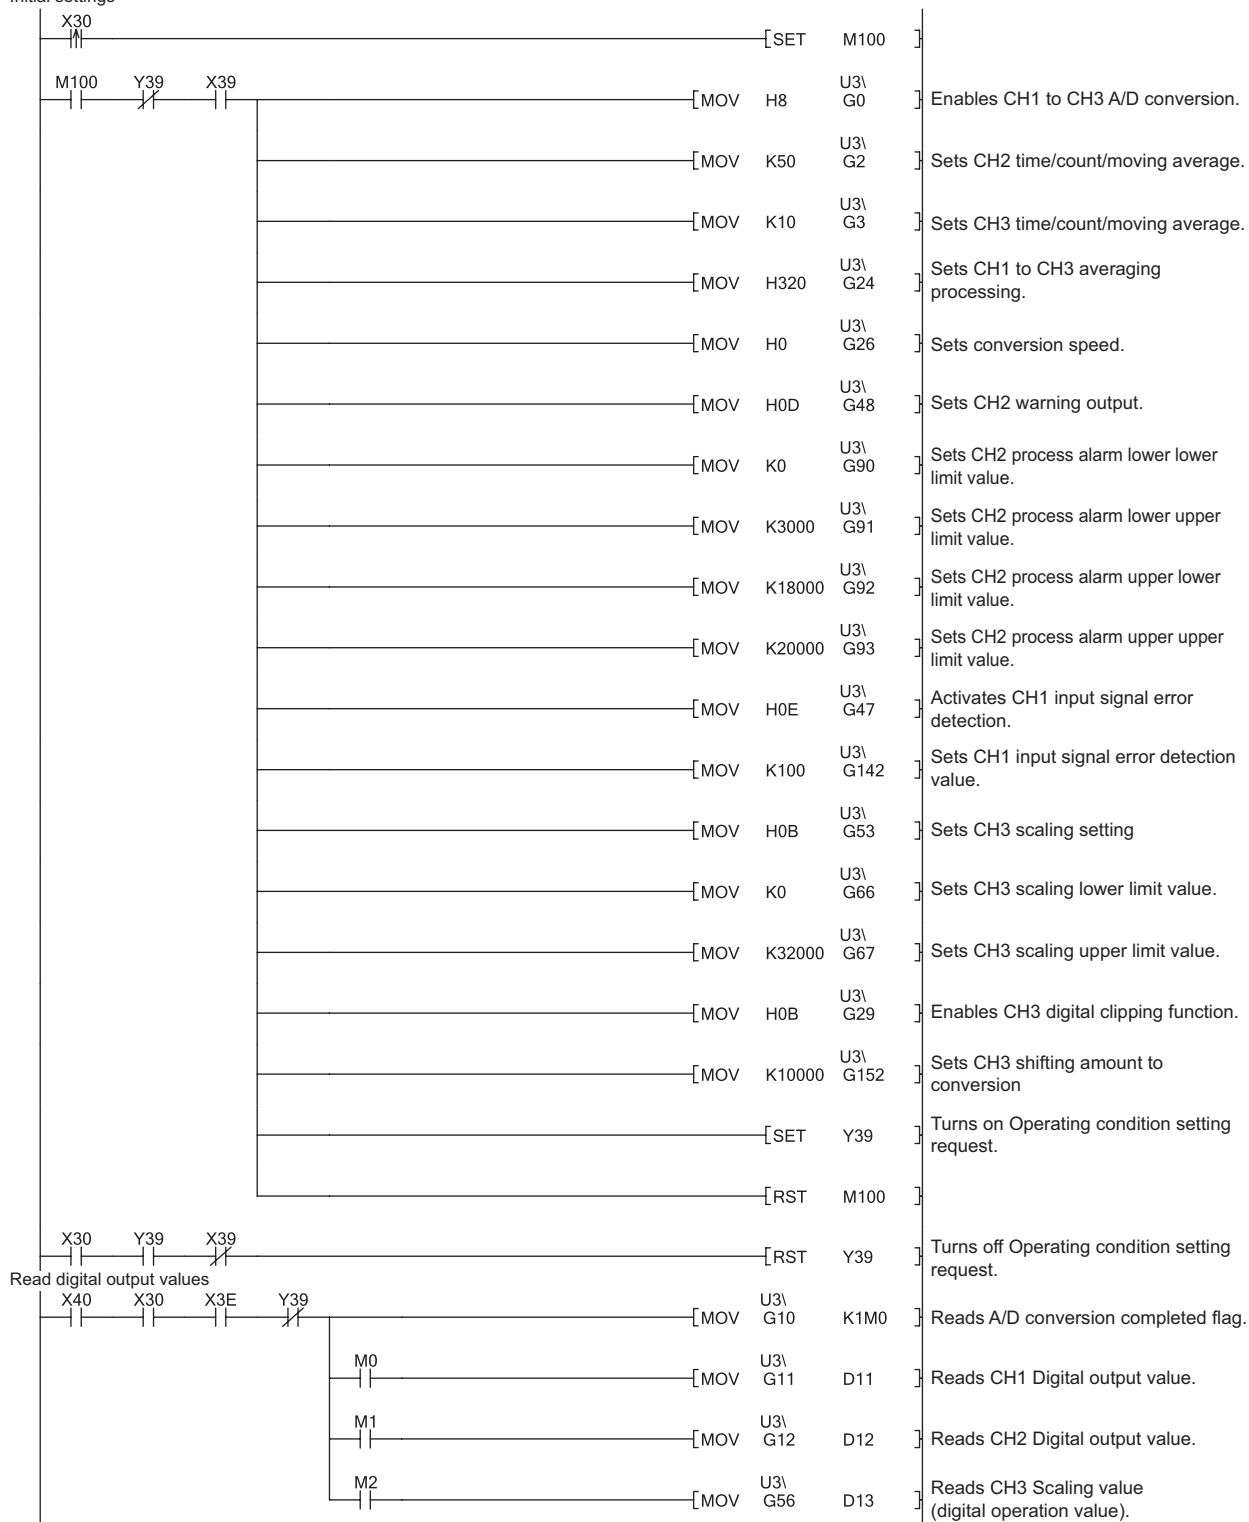 Initial settings
X30
[SET M100 ]
M100 Y39 X39
[MOV H8 U3\ G0 ] Enables CH1 to CH3 A/D conversion.
[MOV K50 U3\ G2 ] Sets CH2 time/count/moving average.
[MOV K10 U3\ G3 ] Sets CH3 time/count/moving average.
[MOV H320 U3\ G24 ] Sets CH1 to CH3 averaging
processing.
[MOV H0 U3\ G26 ] Sets conversion speed.
[MOV H0D U3\ G48 ] Sets CH2 warning output.
[MOV K0 U3\ G90 ] Sets CH2 process alarm lower lower
limit value.
[MOV K3000 U3\ G91 ] Sets CH2 process alarm lower upper
limit value.
[MOV K18000 U3\ G92 ] Sets CH2 process alarm upper lower
limit value.
[MOV K20000 U3\ G93 ] Sets CH2 process alarm upper upper
limit value.
[MOV H0E U3\ G47 ] Activates CH1 input signal error
detection.
[MOV K100 U3\ G142 ] Sets CH1 input signal error detection
value.
[MOV H0B U3\ G53 ] Sets CH3 scaling setting
[MOV K0 U3\ G66 ] Sets CH3 scaling lower limit value.
[MOV K32000 U3\ G67 ] Sets CH3 scaling upper limit value.
[MOV H0B U3\ G29 ] Enables CH3 digital clipping function.
[MOV K10000 U3\ G152 ] Sets CH3 shifting amount to
conversion
[SET Y39 ] Turns on Operating condition setting
request.
[RST M100 ]
X30 Y39 X39
[RST Y39 ] Turns off Operating condition setting
request.
Read digital output values
X40 X30 X3E Y39
[MOV U3\ G10 K1M0 ] Reads A/D conversion completed flag.
M0
[MOV U3\ G11 D11 ] Reads CH1 Digital output value.
M1
[MOV U3\ G12 D12 ] Reads CH2 Digital output value.
M2
[MOV U3\ G56 D13 ] Reads CH3 Scaling value
(digital operation value).